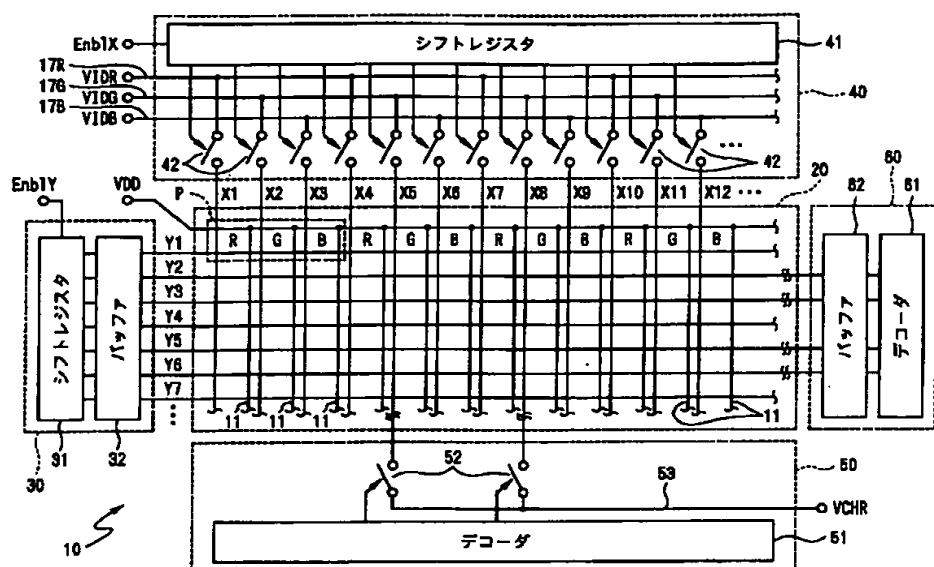 EnblX
シフトレジスタ
41
17R
VIDR
17G
VIDG
17B
VIDB
40
42
42
EnblY
VDD
P
X1 X2 X3 X4 X5 X6 X7 X8 X9 X10 X11 X12 ...
20
60
62
61
R G B R G B R G B R G B
Y1
Y2
Y3
Y4
Y5
Y6
Y7
シフトレジスタ
バッファ
バッファ
デコーダ
11 11 11 11
30
31
32
52
53
50
VCHR
デコーダ
51
10